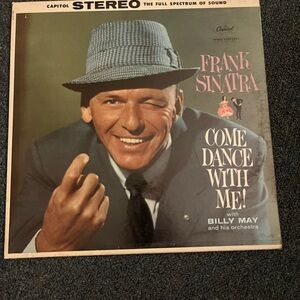 CAPITOL STEREO THE FULL SPECTRUM OF SOUND
Capitol
FRANK
SINATRA
COME
DANCE
WITH
ME!
with
BILLY MAY
and his orchestra